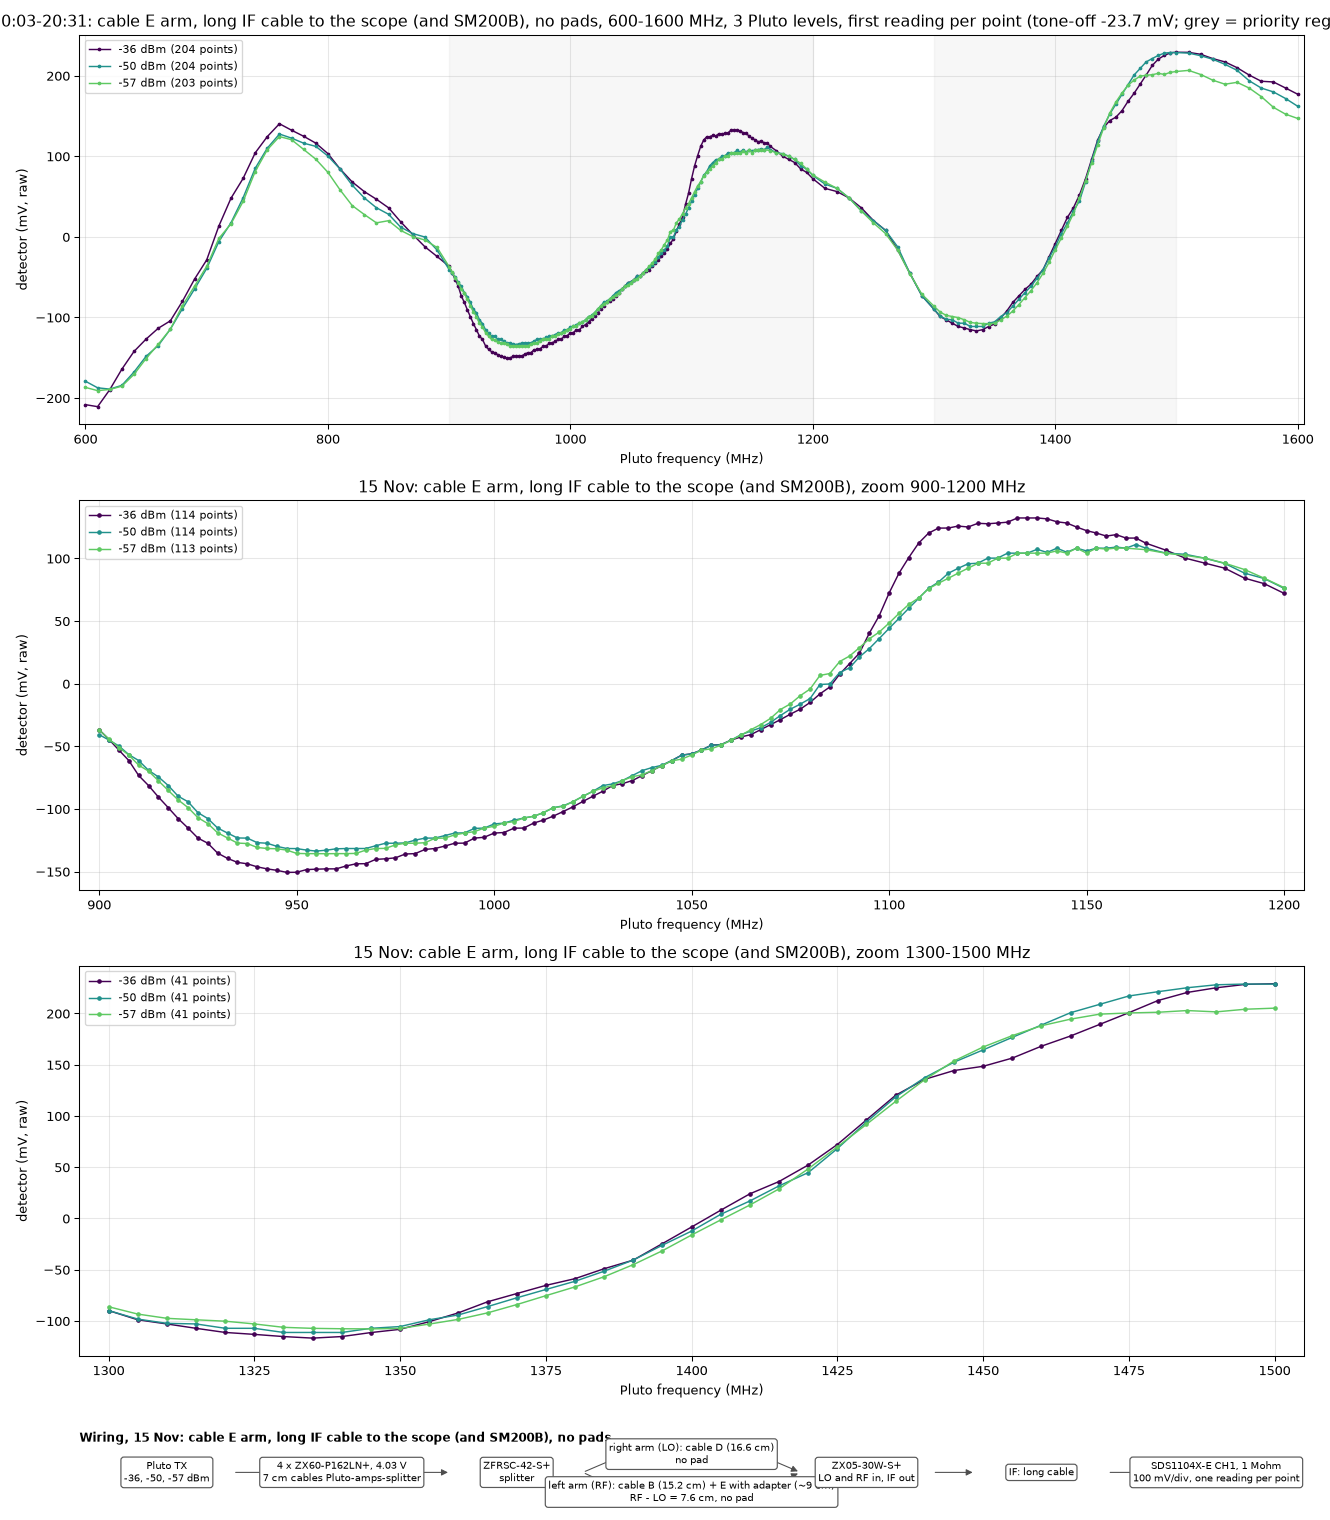 0:03-20:31: cable E arm, long IF cable to the scope (and SM200B), no pads, 600-1600 MHz, 3 Pluto levels, first reading per point (tone-off -23.7 mV; grey = priority reg
-36 dBm (204 points)
-50 dBm (204 points)
-57 dBm (203 points)
200
100
0
−100
−200
detector (mV, raw)
600
800
1000
1200
1400
1600
Pluto frequency (MHz)
15 Nov: cable E arm, long IF cable to the scope (and SM200B), zoom 900-1200 MHz
-36 dBm (114 points)
-50 dBm (114 points)
-57 dBm (113 points)
100
50
0
−50
−100
−150
detector (mV, raw)
900
950
1000
1050
1100
1150
1200
Pluto frequency (MHz)
15 Nov: cable E arm, long IF cable to the scope (and SM200B), zoom 1300-1500 MHz
-36 dBm (41 points)
-50 dBm (41 points)
-57 dBm (41 points)
200
150
100
50
0
−50
−100
detector (mV, raw)
1300
1325
1350
1375
1400
1425
1450
1475
1500
Pluto frequency (MHz)
Wiring, 15 Nov: cable E arm, long IF cable to the scope (and SM200B), no pads
Pluto TX
-36, -50, -57 dBm
4 x ZX60-P162LN+, 4.03 V
7 cm cables Pluto-amps-splitter
ZFRSC-42-S+
splitter
right arm (LO): cable D (16.6 cm)
no pad
left arm (RF): cable B (15.2 cm) + E with adapter (~9
RF - LO = 7.6 cm, no pad
ZX05-30W-S+
LO and RF in, IF out
IF: long cable
SDS1104X-E CH1, 1 Mohm
100 mV/div, one reading per point